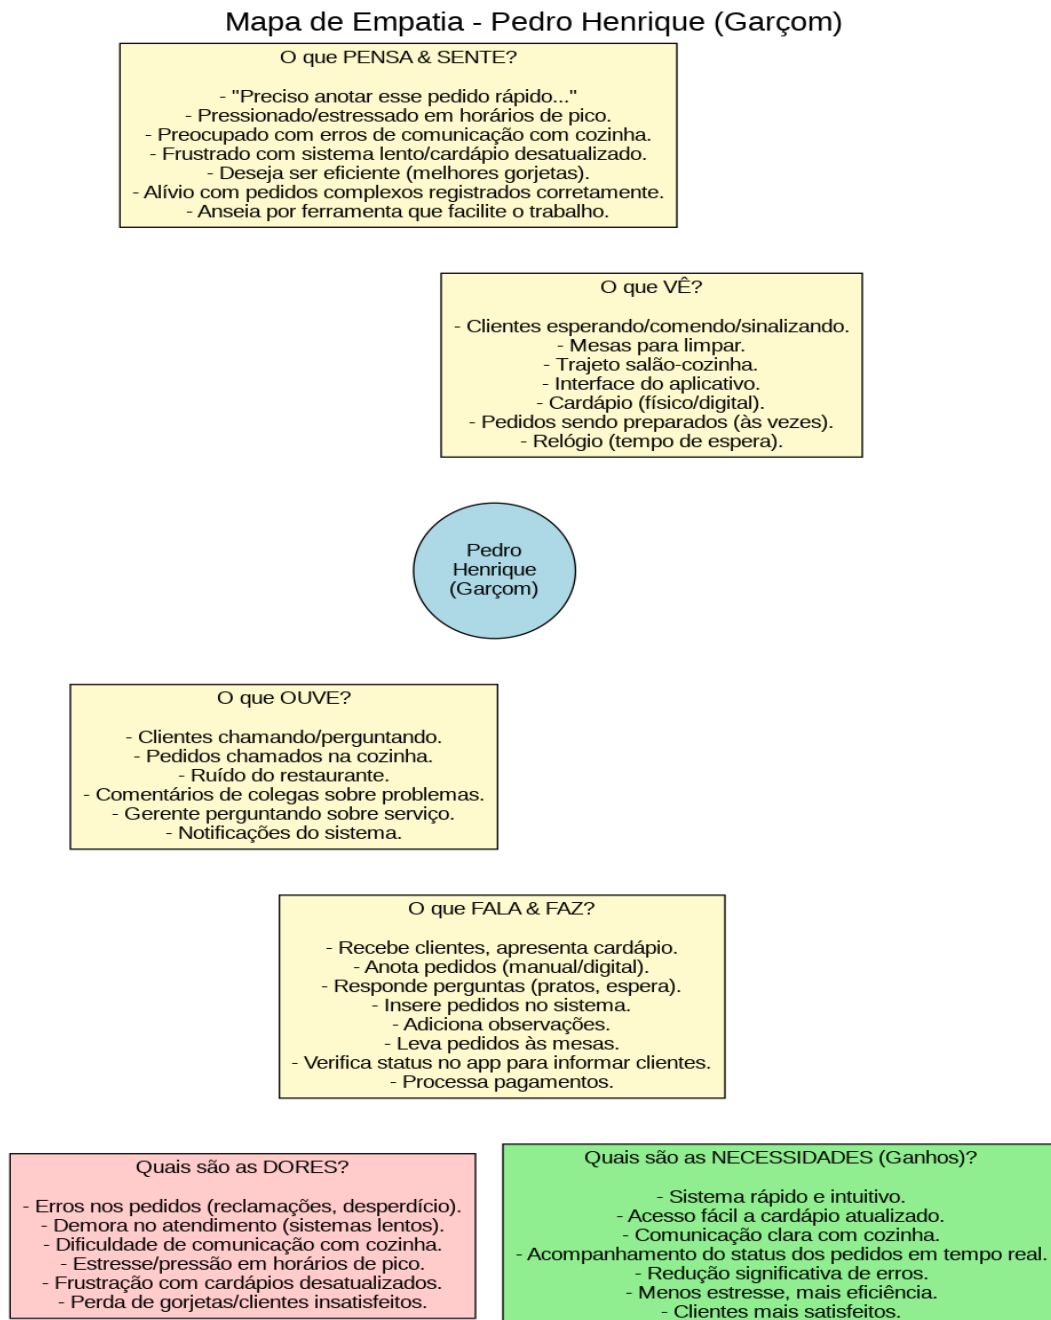 Mapa de Empatia - Pedro Henrique (Garçom)
O que PENSA & SENTE?
- "Preciso anotar esse pedido rápido..."
- Pressionado/estressado em horários de pico.
- Preocupado com erros de comunicação com cozinha.
- Frustrado com sistema lento/cardápio desatualizado.
- Deseja ser eficiente (melhores gorjetas).
- Alívio com pedidos complexos registrados corretamente.
- Anseia por ferramenta que facilite o trabalho.
O que VÊ?
- Clientes esperando/comendo/sinalizando.
- Mesas para limpar.
- Trajeto salão-cozinha.
- Interface do aplicativo.
- Cardápio (físico/digital).
- Pedidos sendo preparados (às vezes).
- Relógio (tempo de espera).
Pedro
Henrique
(Garçom)
O que OUVE?
- Clientes chamando/perguntando.
- Pedidos chamados na cozinha.
- Ruído do restaurante.
- Comentários de colegas sobre problemas.
- Gerente perguntando sobre serviço.
- Notificações do sistema.
O que FALA & FAZ?
- Recebe clientes, apresenta cardápio.
- Anota pedidos (manual/digital).
- Responde perguntas (pratos, espera).
- Insere pedidos no sistema.
- Adiciona observações.
- Leva pedidos às mesas.
- Verifica status no app para informar clientes.
- Processa pagamentos.
Quais são as DORES?
- Erros nos pedidos (reclamações, desperdício).
- Demora no atendimento (sistemas lentos).
- Dificuldade de comunicação com cozinha.
- Estresse/pressão em horários de pico.
- Frustração com cardápios desatualizados.
- Perda de gorjetas/clientes insatisfeitos.
Quais são as NECESSIDADES (Ganhos)?
- Sistema rápido e intuitivo.
- Acesso fácil a cardápio atualizado.
- Comunicação clara com cozinha.
- Acompanhamento do status dos pedidos em tempo real.
- Redução significativa de erros.
- Menos estresse, mais eficiência.
- Clientes mais satisfeitos.